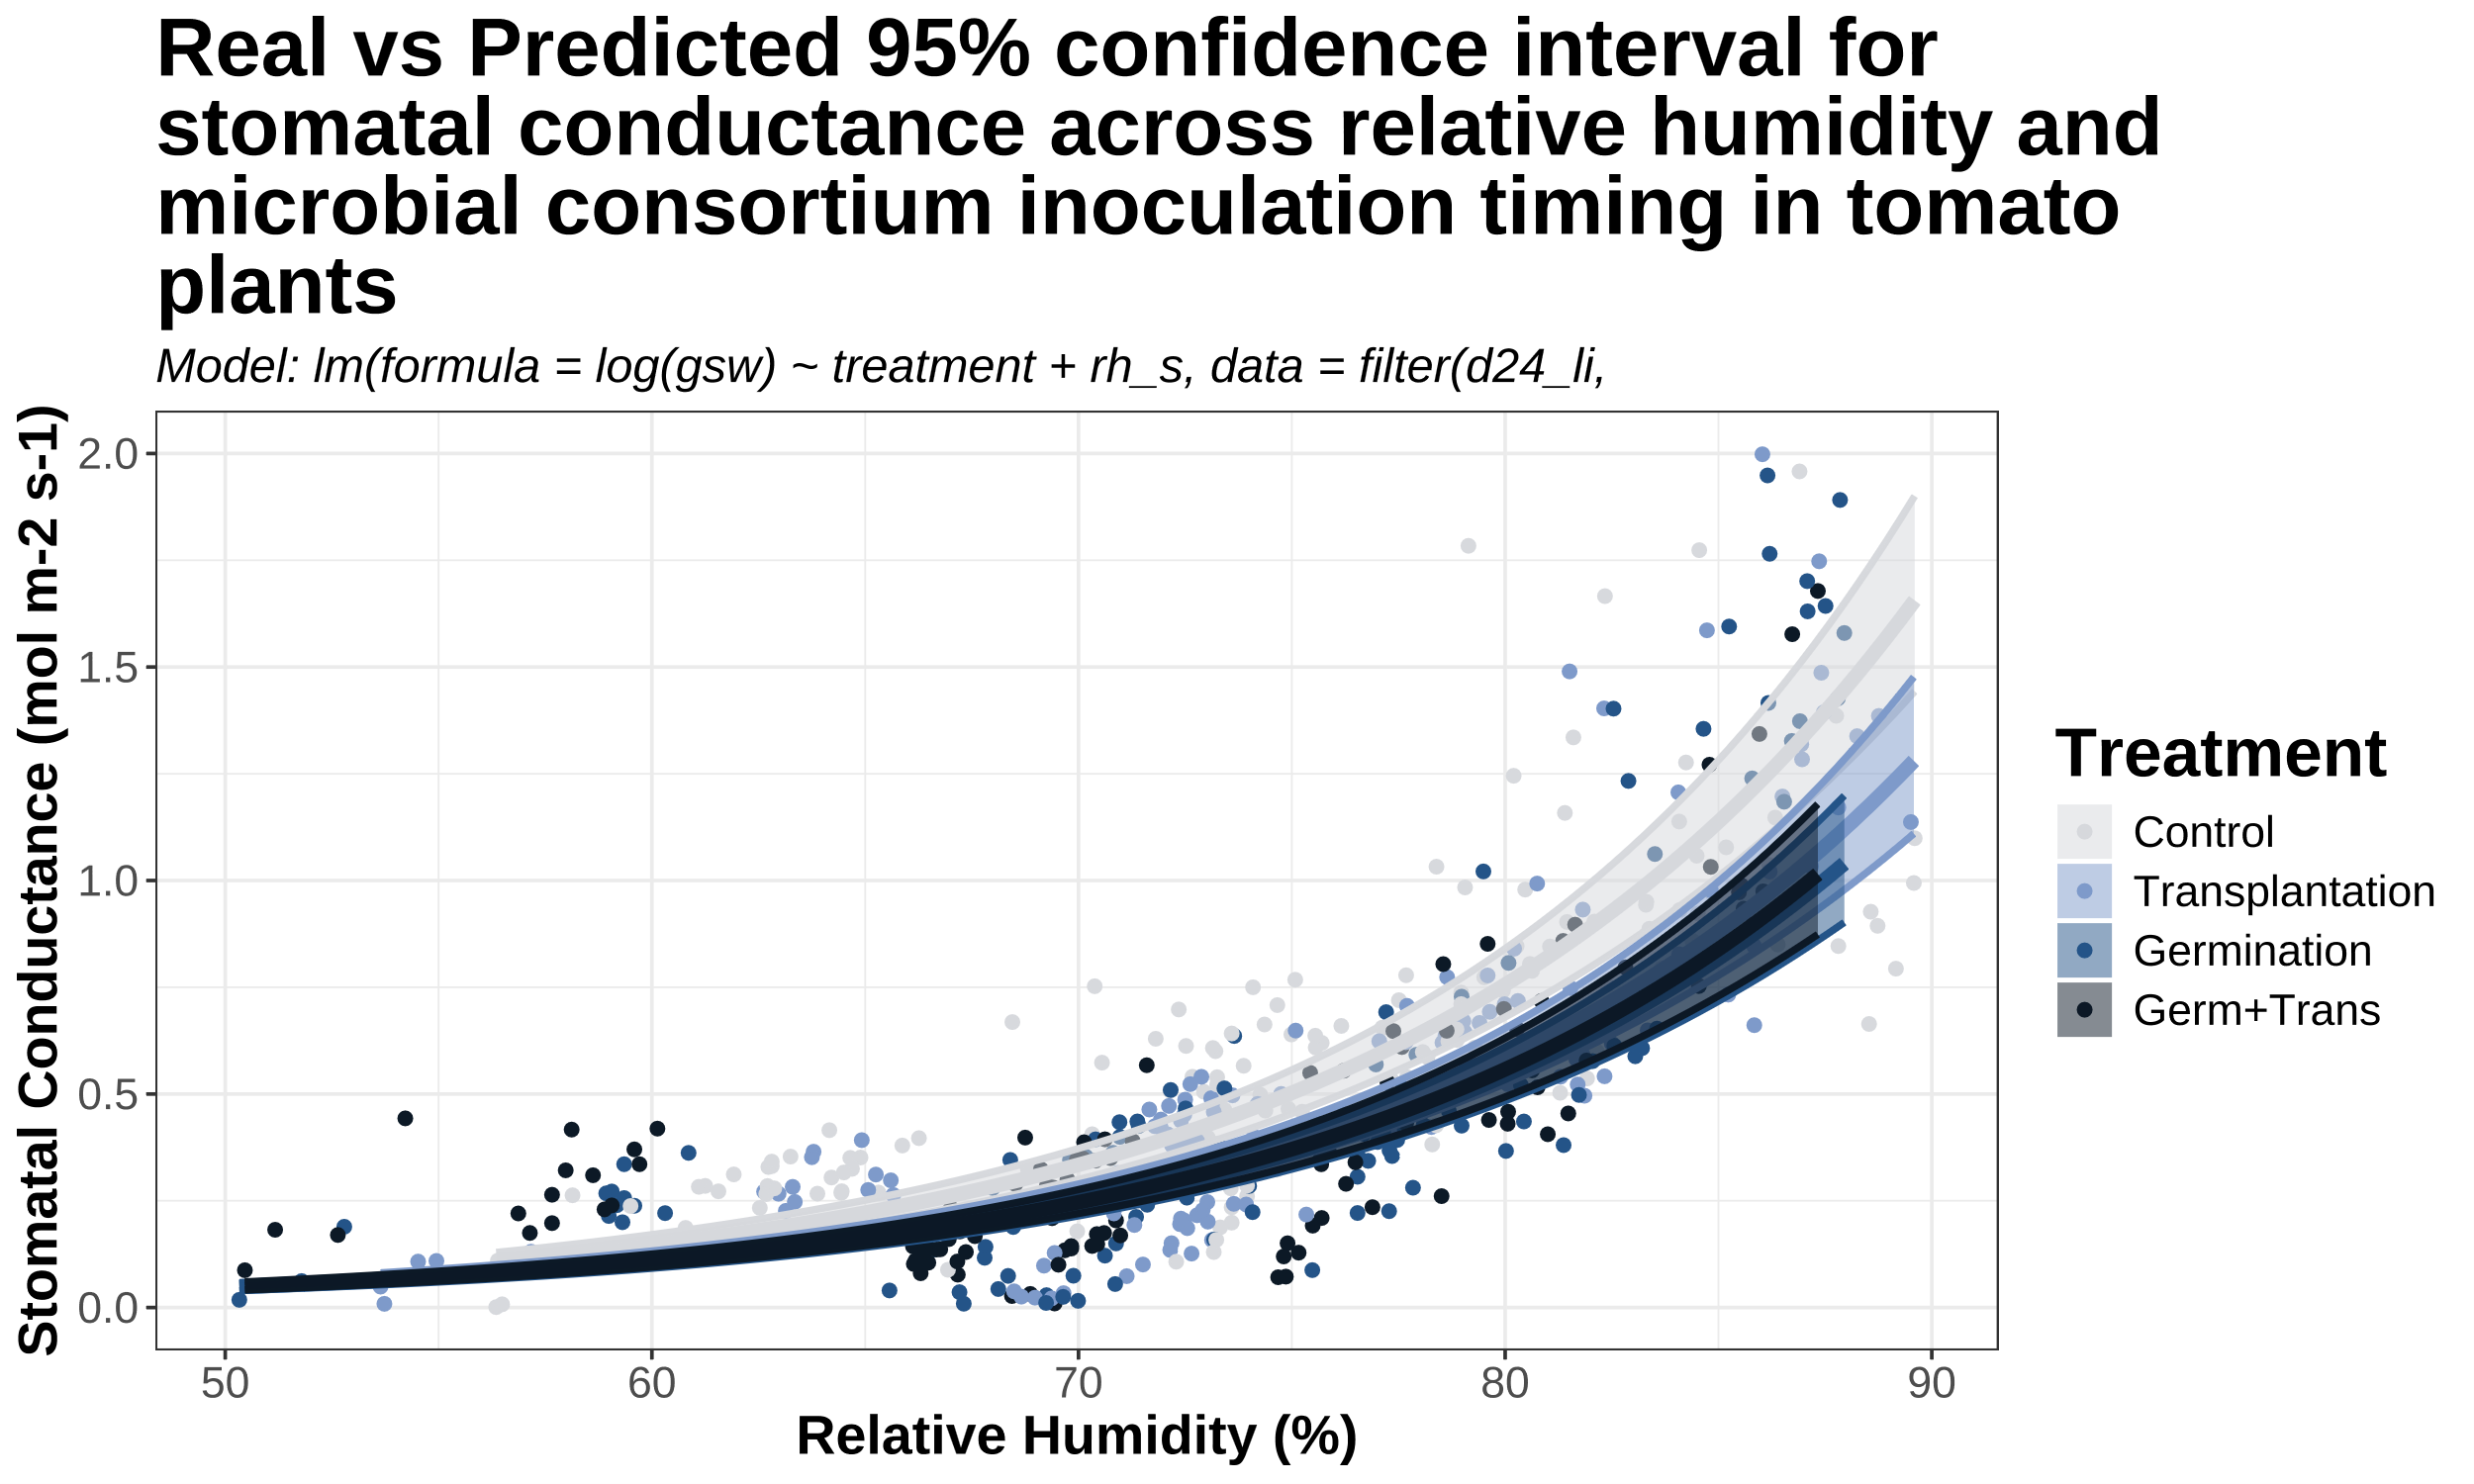 Real vs Predicted 95% confidence interval for
stomatal conductance across relative humidity and
microbial consortium inoculation timing in tomato
plants
Model: lm(formula = log(gsw) ~ treatment + rh_s, data = filter(d24_li,
Stomatal Conductance (mol m-2 s-1)
2.0
1.5
1.0
0.5
0.0
50
60
70
80
90
Relative Humidity (%)
Treatment
Control
Transplantation
Germination
Germ+Trans